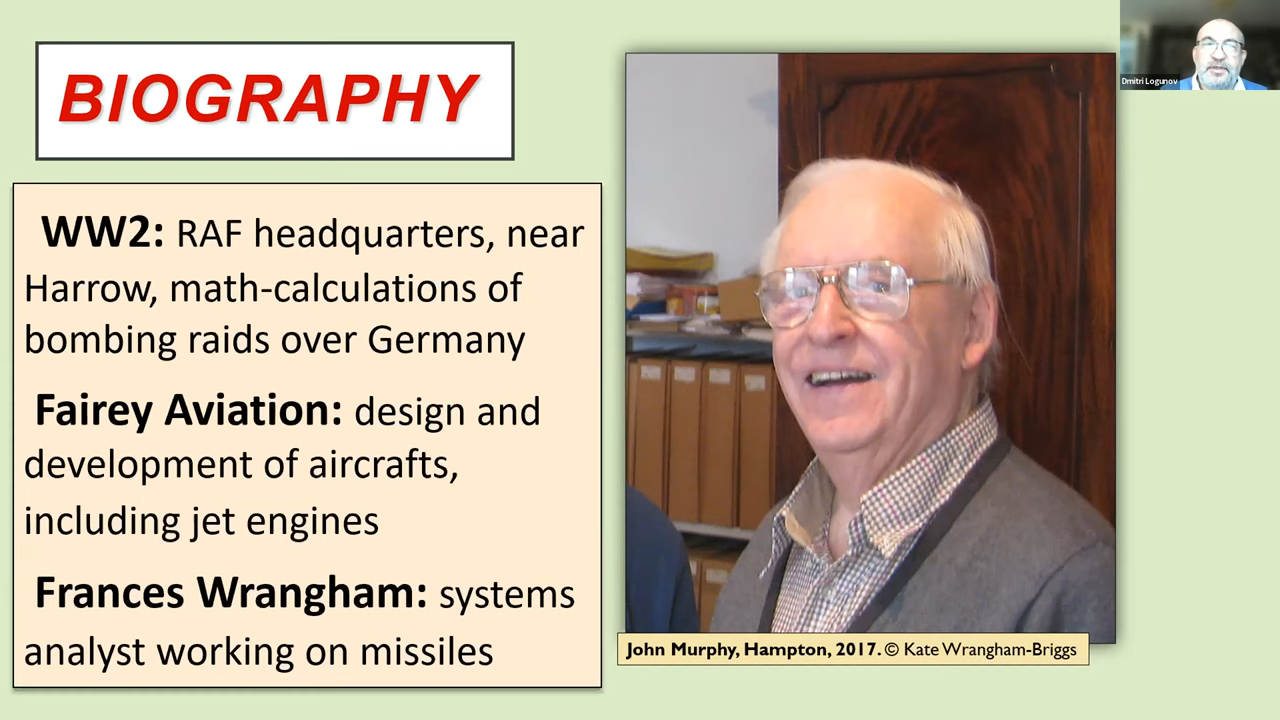 BIOGRAPHY
WW2: RAF headquarters, near
Harrow, math-calculations of
bombing raids over Germany
Fairey Aviation: design and
development of aircrafts,
including jet engines
Frances Wrangham: systems
analyst working on missiles
John Murphy, Hampton, 2017. © Kate Wrangham-Briggs
Dmitri Logunov